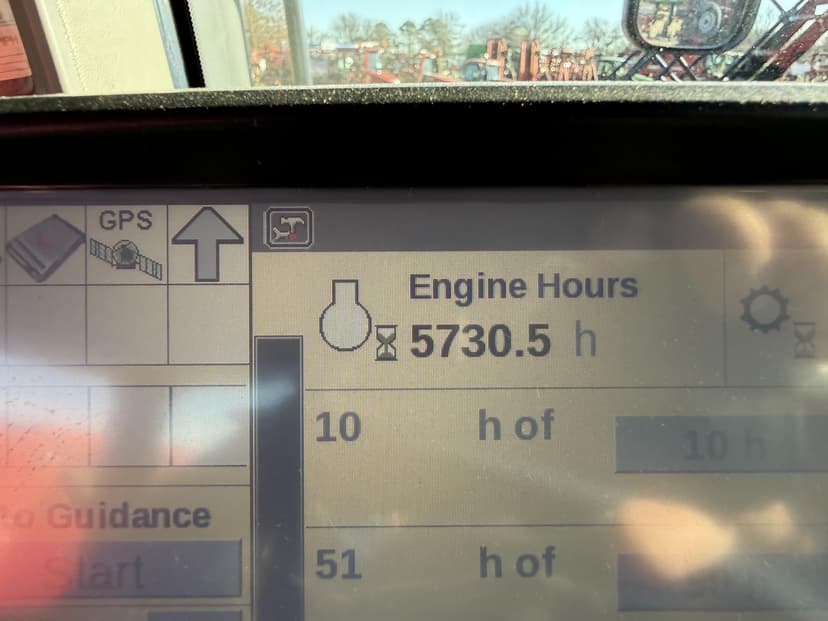 GPS
Engine Hours
5730.5 h
10 h of 10 h
51 h of
o Guidance
Start